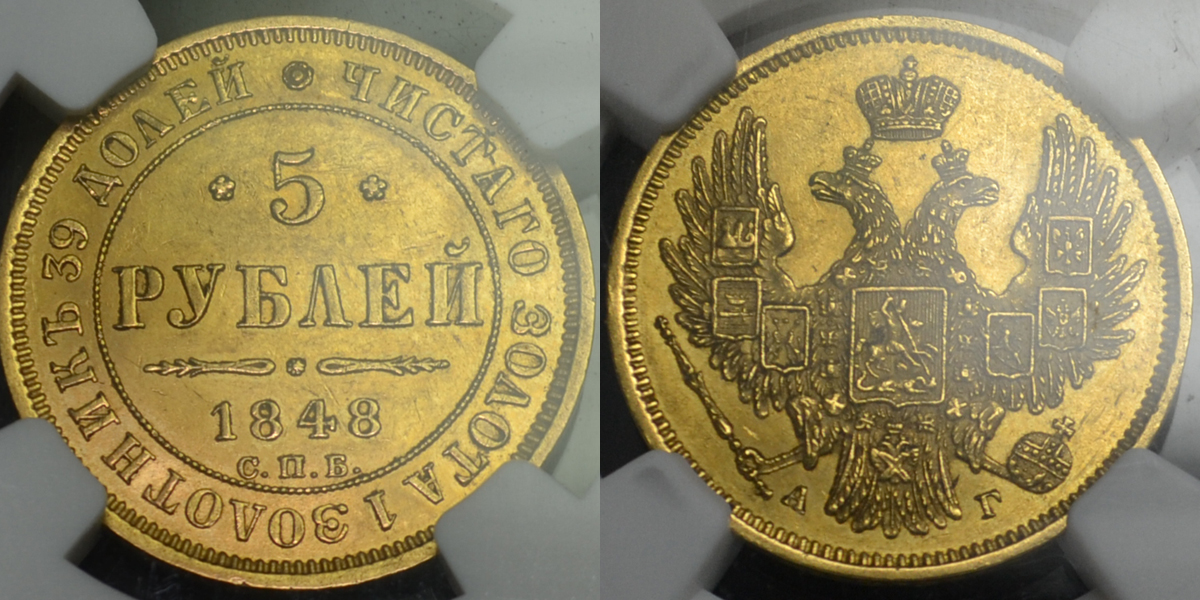 ЧИСТАГО ЗОЛОТА 1 ЗОЛОТНИКЪ 39 ДОЛЕЙ
5
РУБЛЕЙ
1848
С.П.Б.
А Г